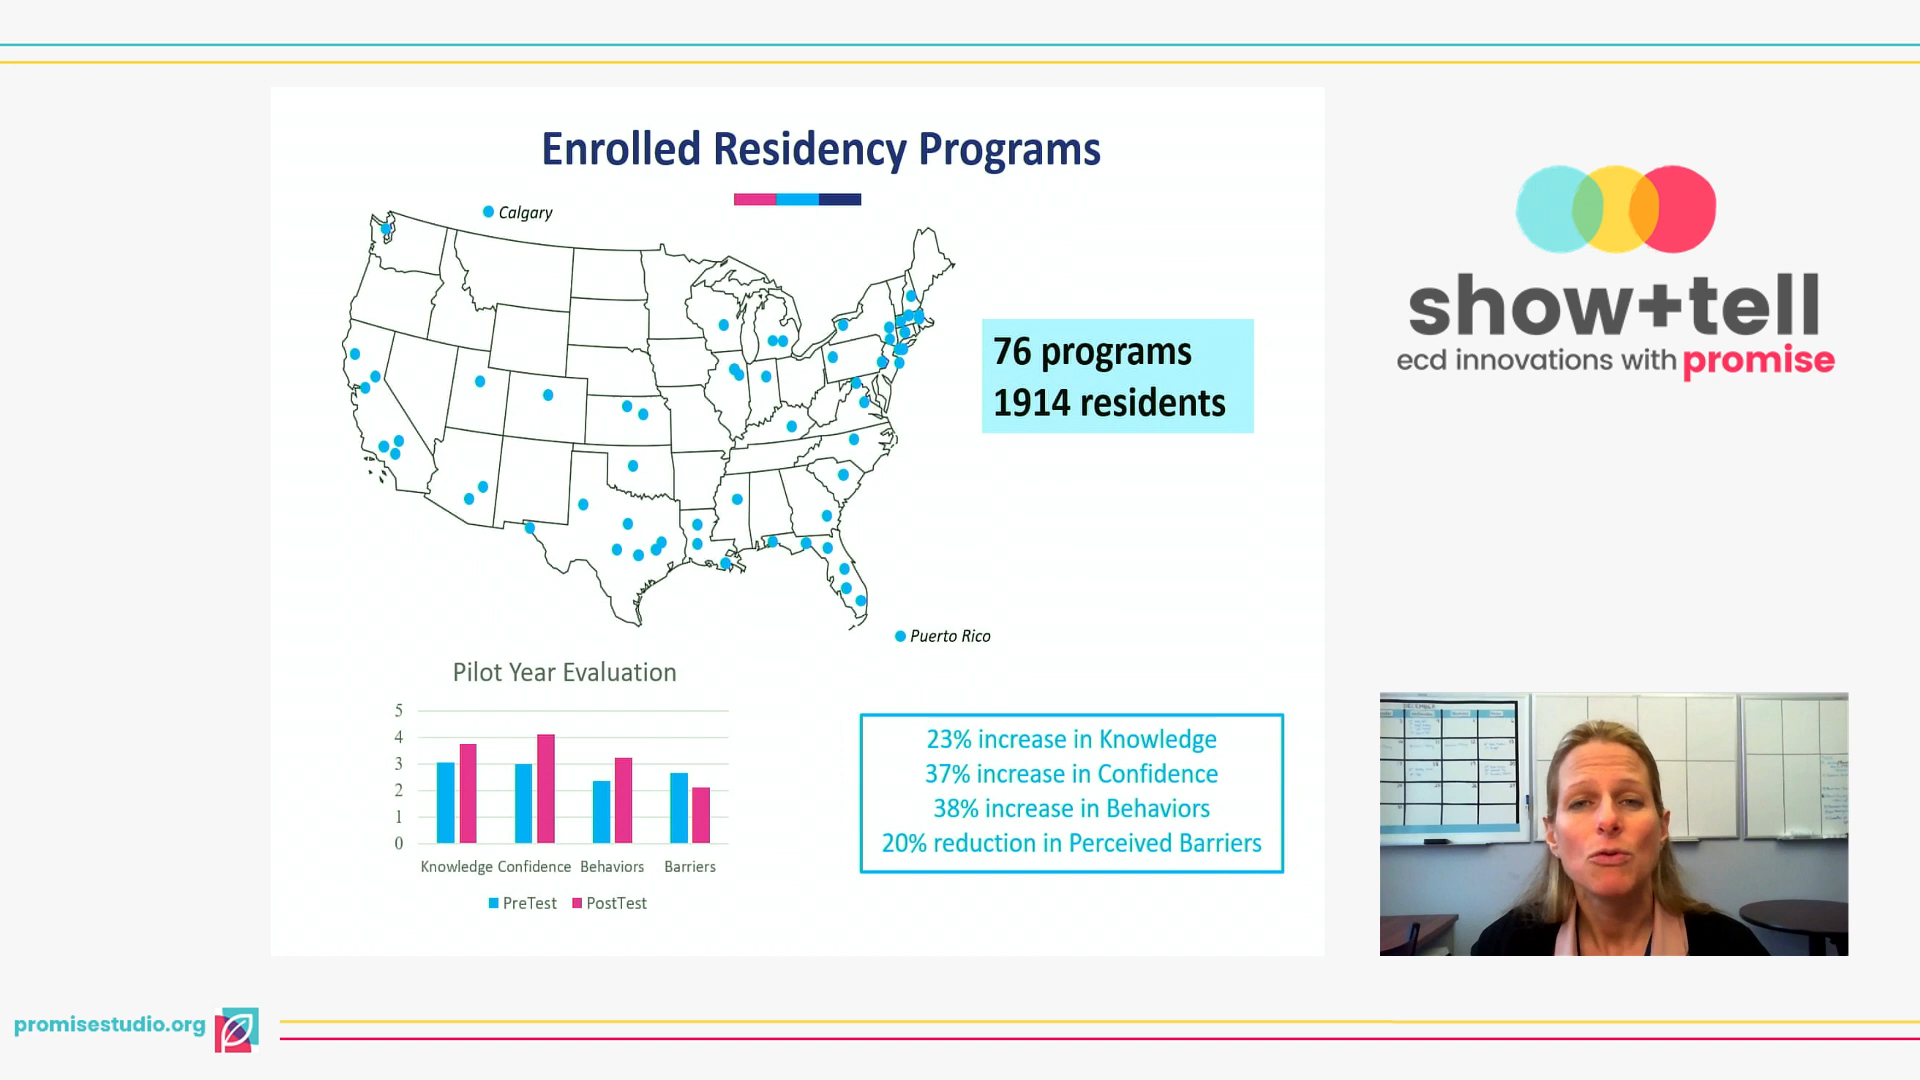 Enrolled Residency Programs
Calgary
76 programs
1914 residents
Puerto Rico
Pilot Year Evaluation
5
4
3
2
1
0
Knowledge Confidence Behaviors Barriers
PreTest PostTest
23% increase in Knowledge
37% increase in Confidence
38% increase in Behaviors
20% reduction in Perceived Barriers
show+tell
ecd innovations with promise
DECEMBER
promisestudio.org